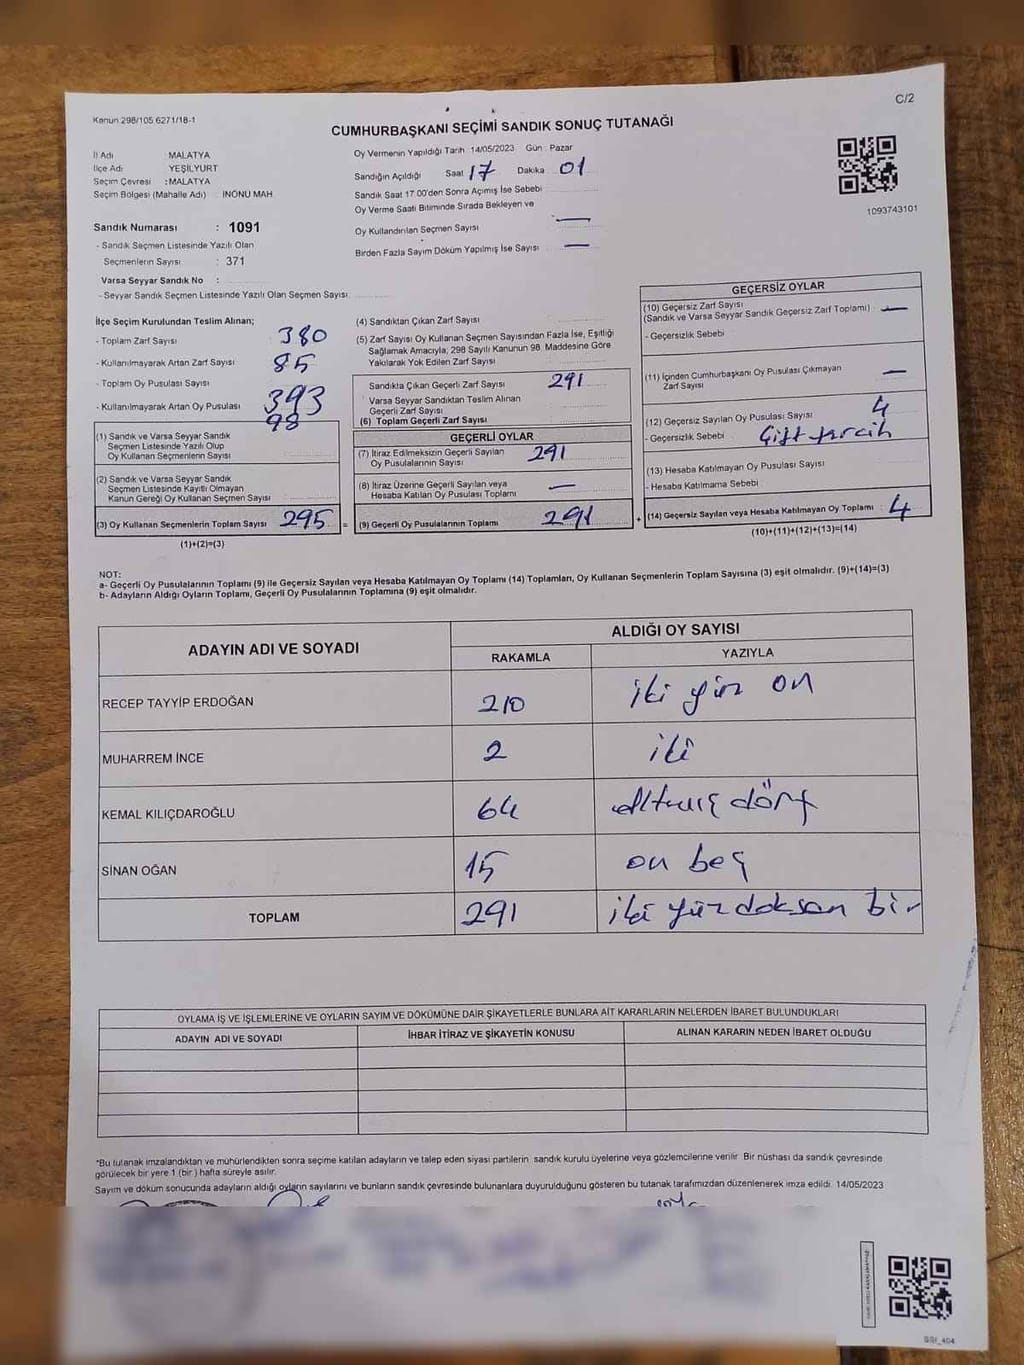 C/2
Kanun 298/105 6271/18-1
CUMHURBAŞKANI SEÇİMİ SANDIK SONUÇ TUTANAĞI
İl Adı MALATYA
İlçe Adı YEŞİLYURT
Seçim Çevresi : MALATYA
Seçim Bölgesi (Mahalle Adı) İNÖNÜ MAH
Sandık Numarası : 1091
- Sandık Seçmen Listesinde Yazılı Olan
Seçmenlerin Sayısı : 371
Varsa Seyyar Sandık No :
- Seyyar Sandık Seçmen Listesinde Yazılı Olan Seçmen Sayısı
Oy Vermenin Yapıldığı Tarih 14/05/2023 Gün : Pazar
Sandığın Açıldığı Saat 17 Dakika 01
Sandık Saat 17 00'den Sonra Açımış İse Sebebi
Oy Verme Saati Bitiminde Sırada Bekleyen ve
Oy Kullandırılan Seçmen Sayısı —
Birden Fazla Sayım Döküm Yapılmış İse Sayısı —
1093743101
İlçe Seçim Kurulundan Teslim Alınan;
- Toplam Zarf Sayısı 380
- Kullanılmayarak Artan Zarf Sayısı 85
- Toplam Oy Pusulası Sayısı 393
- Kullanılmayarak Artan Oy Pusulası 98
(1) Sandık ve Varsa Seyyar Sandık
Seçmen Listesinde Yazılı Olup
Oy Kullanan Seçmenlerin Sayısı
(2) Sandık ve Varsa Seyyar Sandık
Seçmen Listesinde Kayıtlı Olmayan
Kanun Gereği Oy Kullanan Seçmen Sayısı
(3) Oy Kullanan Seçmenlerin Toplam Sayısı 295 =
(1)+(2)=(3)
(4) Sandıktan Çıkan Zarf Sayısı
(5) Zarf Sayısı Oy Kullanan Seçmen Sayısından Fazla İse, Eşitliği
Sağlamak Amacıyla; 298 Sayılı Kanunun 98. Maddesine Göre
Yakılarak Yok Edilen Zarf Sayısı
Sandıkta Çıkan Geçerli Zarf Sayısı 291
Varsa Seyyar Sandıktan Teslim Alınan
Geçerli Zarf Sayısı
(6) Toplam Geçerli Zarf Sayısı
GEÇERLİ OYLAR
(7) İtiraz Edilmeksizin Geçerli Sayılan
Oy Pusulalarının Sayısı 291
(8) İtiraz Üzerine Geçerli Sayılan veya
Hesaba Katılan Oy Pusulası Toplamı —
(9) Geçerli Oy Pusulalarının Toplamı 291 +
GEÇERSİZ OYLAR
(10) Geçersiz Zarf Sayısı
(Sandık ve Varsa Seyyar Sandık Geçersiz Zarf Toplamı) —
- Geçersizlik Sebebi
(11) İçinden Cumhurbaşkanı Oy Pusulası Çıkmayan
Zarf Sayısı —
(12) Geçersiz Sayılan Oy Pusulası Sayısı 4
- Geçersizlik Sebebi Çift tercih
(13) Hesaba Katılmayan Oy Pusulası Sayısı
- Hesaba Katılmama Sebebi
(14) Geçersiz Sayılan veya Hesaba Katılmayan Oy Toplamı : 4
(10)+(11)+(12)+(13)=(14)
NOT:
a- Geçerli Oy Pusulalarının Toplamı (9) ile Geçersiz Sayılan veya Hesaba Katılmayan Oy Toplamı (14) Toplamları, Oy Kullanan Seçmenlerin Toplam Sayısına (3) eşit olmalıdır. (9)+(14)=(3)
b- Adayların Aldığı Oyların Toplamı, Geçerli Oy Pusulalarının Toplamına (9) eşit olmalıdır.
ADAYIN ADI VE SOYADI ALDIĞI OY SAYISI
RAKAMLA YAZIYLA
RECEP TAYYİP ERDOĞAN 210 iki yüz on
MUHARREM İNCE 2 iki
KEMAL KILIÇDAROĞLU 64 altmış dört
SİNAN OĞAN 15 on beş
TOPLAM 291 iki yüz doksan bir
OYLAMA İŞ VE İŞLEMLERİNE VE OYLARIN SAYIM VE DÖKÜMÜNE DAİR ŞİKAYETLERLE BUNLARA AİT KARARLARIN NELERDEN İBARET BULUNDUKLARI
ADAYIN ADI VE SOYADI İHBAR İTİRAZ VE ŞİKAYETİN KONUSU ALINAN KARARIN NEDEN İBARET OLDUĞU
*Bu tutanak imzalandıktan ve mühürlendikten sonra seçime katılan adayların ve talep eden siyasi partilerin sandık kurulu üyelerine veya gözlemcilerine verilir. Bir nüshası da sandık çevresinde
görülecek bir yere 1 (bir) hafta süreyle asılır.
Sayım ve döküm sonucunda adayların aldığı oyların sayılarını ve bunların sandık çevresinde bulunanlara duyurulduğunu gösteren bu tutanak tarafımızdan düzenlenerek imza edildi. 14/05/2023